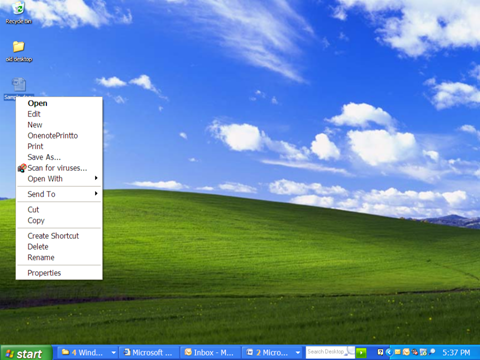 Recycle Bin
old desktop
Open
Edit
New
OnenotePrintto
Print
Save As...
Scan for viruses...
Open With
Send To
Cut
Copy
Create Shortcut
Delete
Rename
Properties
start
4 Wind...
Microsoft ...
Inbox - M...
2 Micro...
Search Desktop
5:37 PM